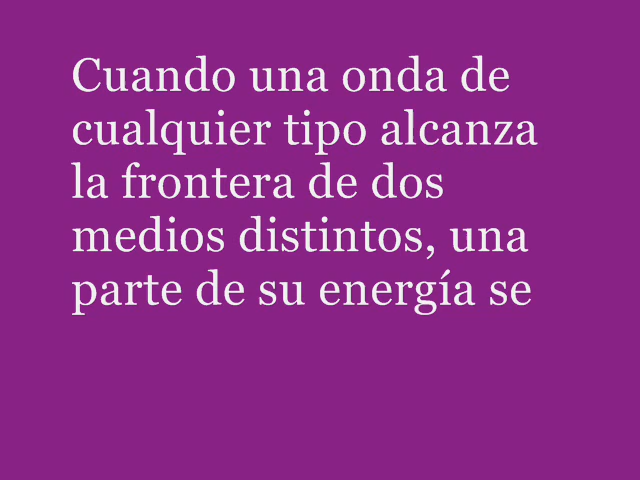 Cuando una onda de
cualquier tipo alcanza
la frontera de dos
medios distintos, una
parte de su energía se